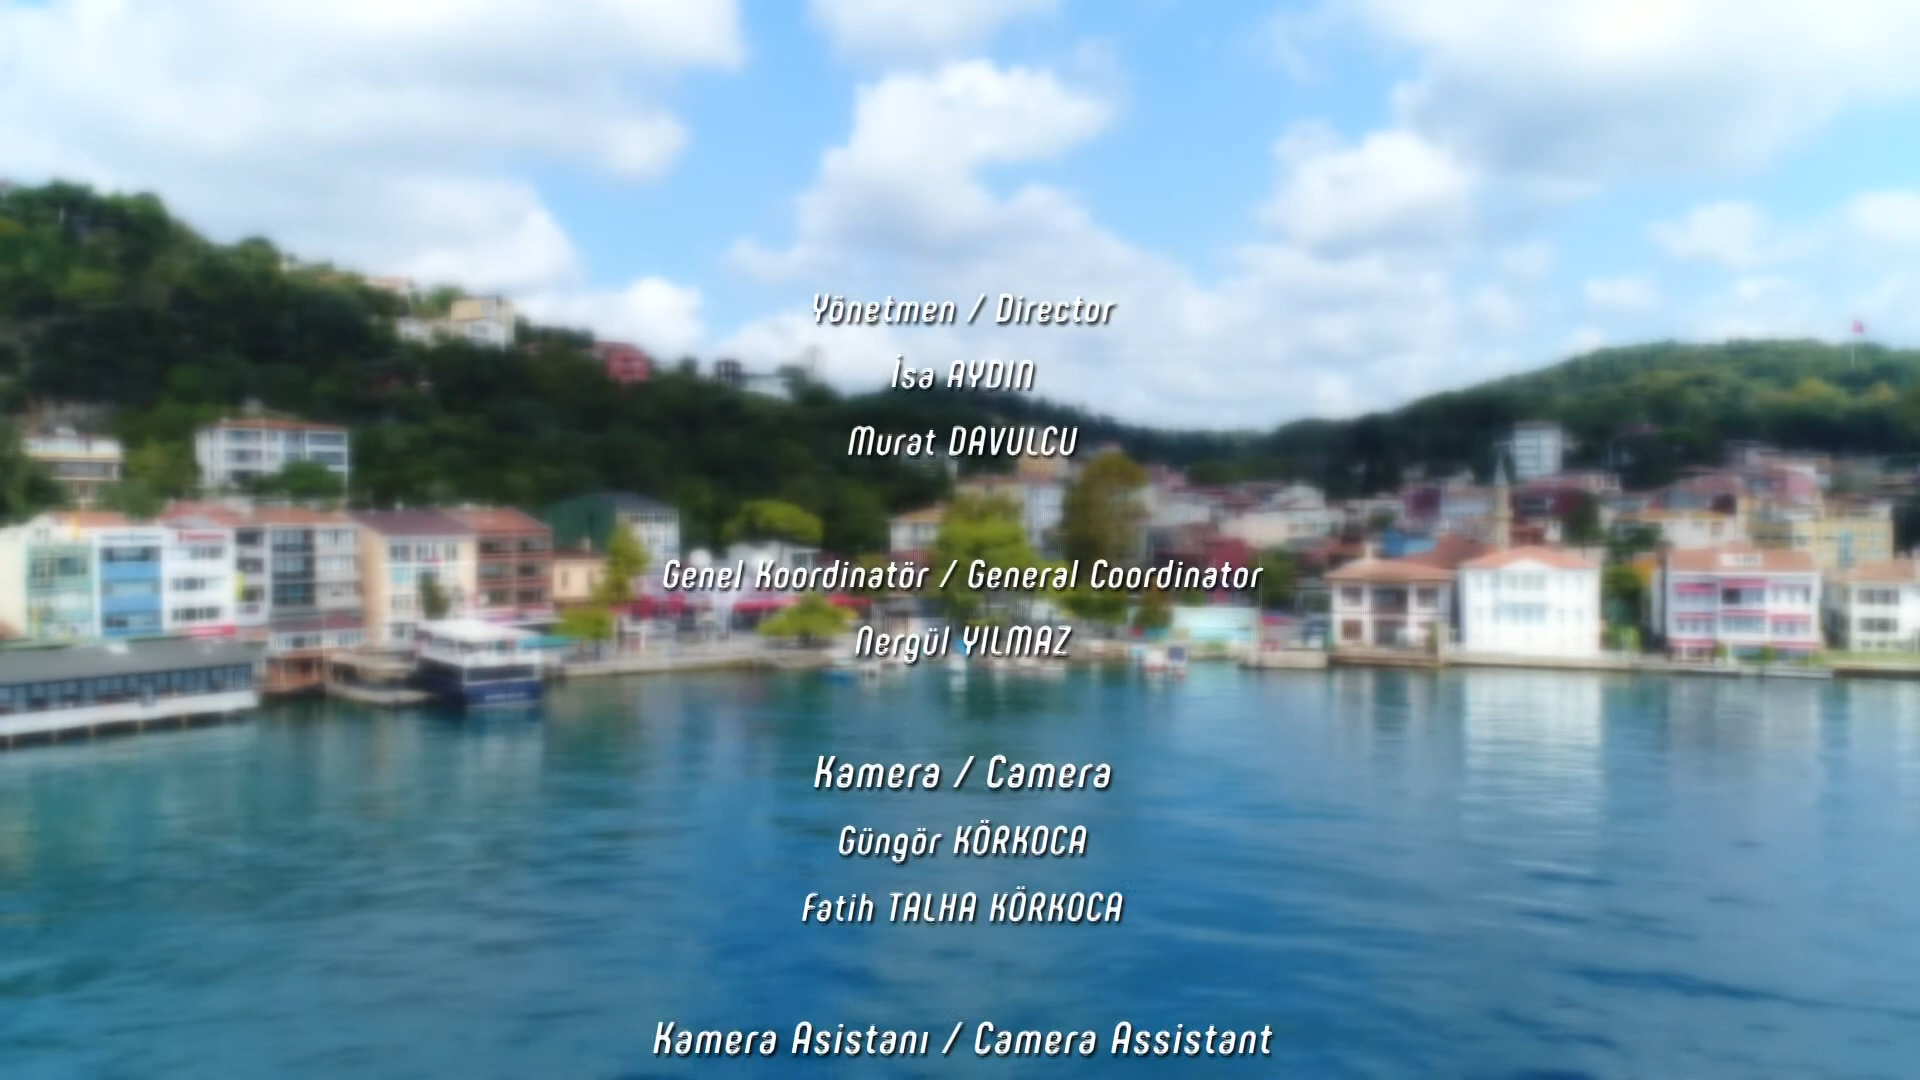 Yönetmen / Director
İsa AYDIN
Murat DAVULCU
Genel Koordinatör / General Coordinator
Nergül YILMAZ
Kamera / Camera
Güngör KÖRKOCA
Fatih TALHA KÖRKOCA
Kamera Asistanı / Camera Assistant